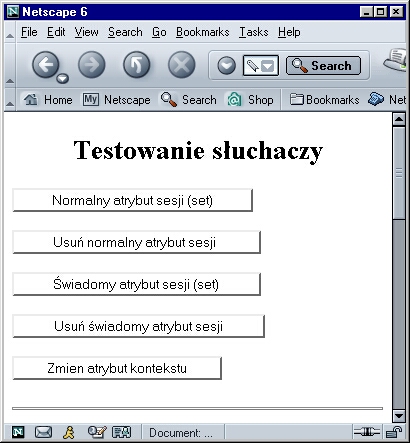 Netscape 6
File Edit View Search Go Bookmarks Tasks Help
Search
Home My Netscape Search Shop Bookmarks Net
Testowanie słuchaczy
Normalny atrybut sesji (set)
Usuń normalny atrybut sesji
Świadomy atrybut sesji (set)
Usuń świadomy atrybut sesji
Zmien atrybut kontekstu
Document: ...